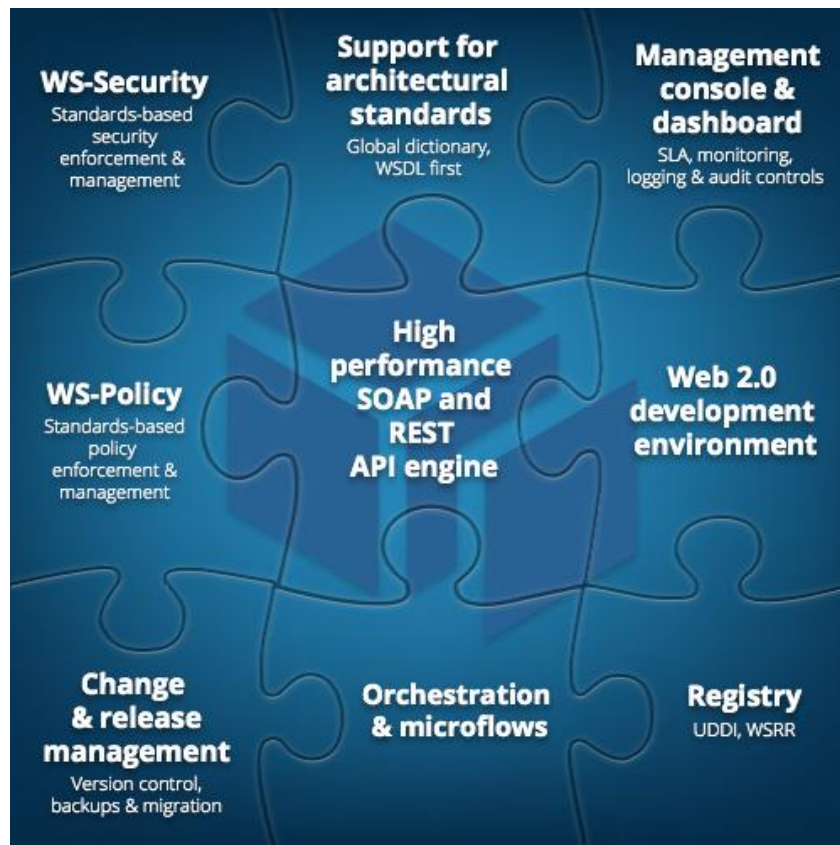 WS-Security
Standards-based
security
enforcement &
management
Support for
architectural
standards
Global dictionary,
WSDL first
Management
console &
dashboard
SLA, monitoring,
logging & audit controls
WS-Policy
Standards-based
policy
enforcement &
management
High
performance
SOAP and
REST
API engine
Web 2.0
development
environment
Change
& release
management
Version control,
backups & migration
Orchestration
& microflows
Registry
UDDI, WSRR